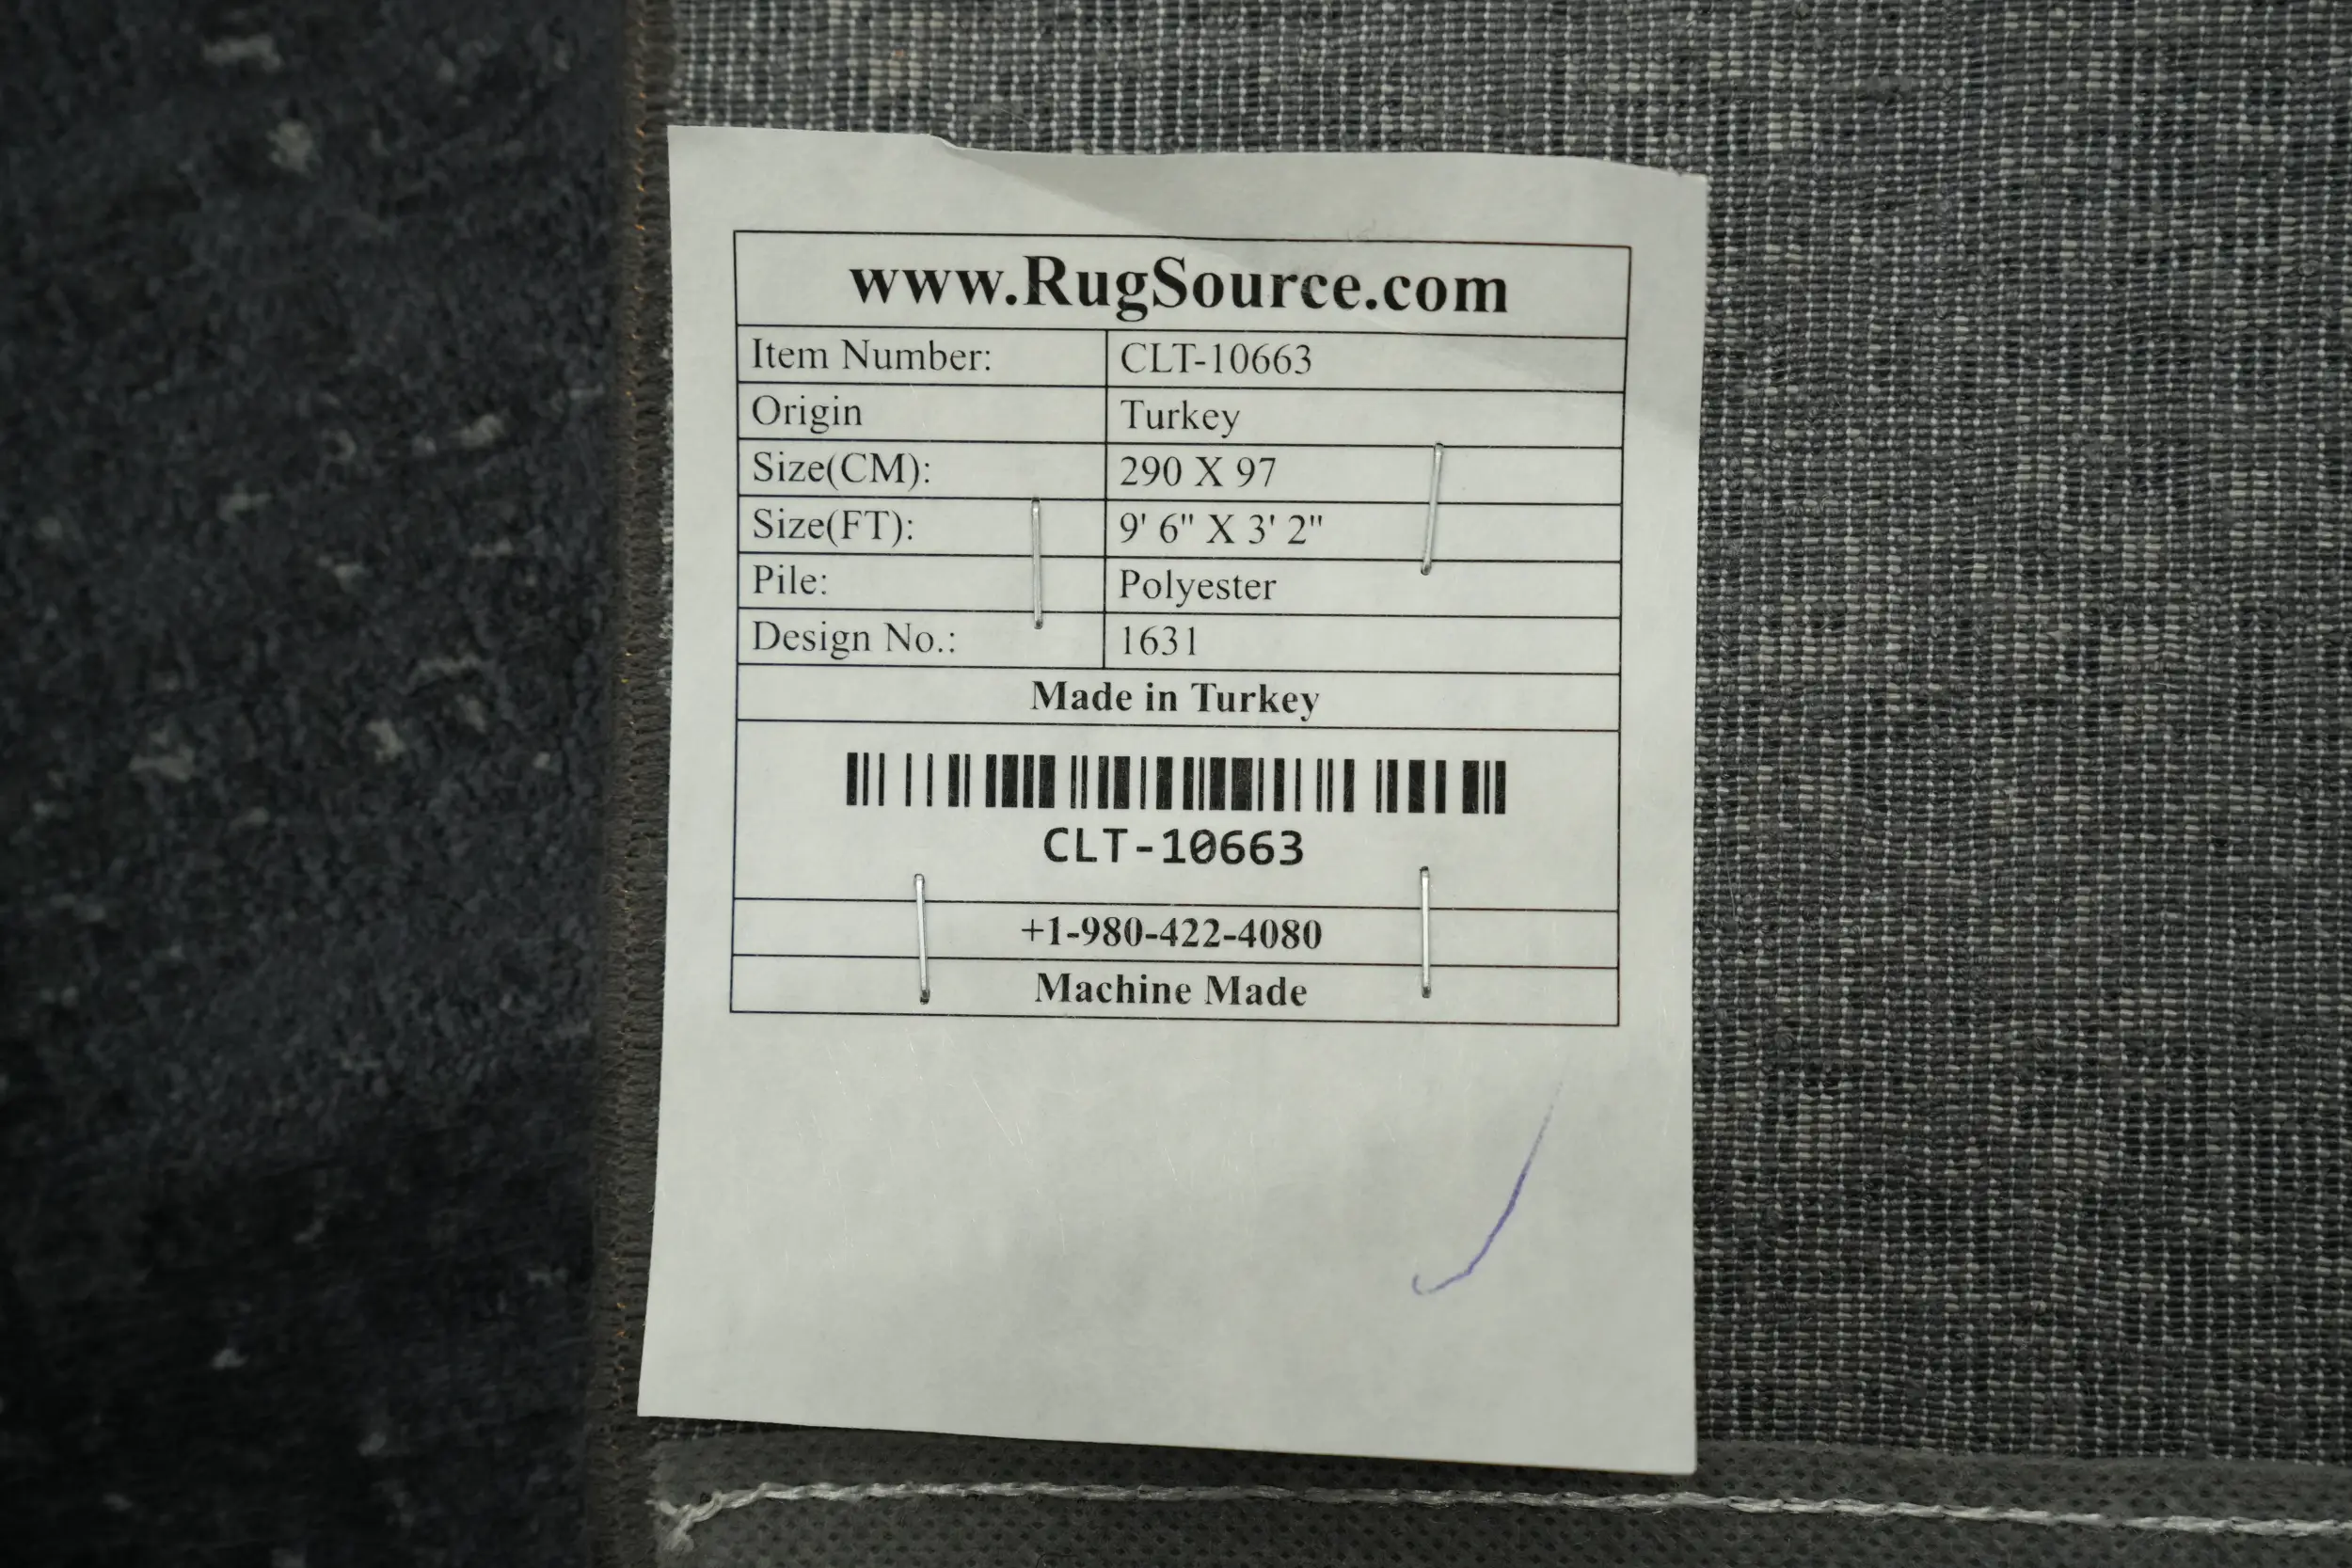 www.RugSource.com
Item Number: CLT-10663
Origin Turkey
Size(CM): 290 X 97
Size(FT): 9' 6" X 3' 2"
Pile: Polyester
Design No.: 1631
Made in Turkey
CLT-10663
+1-980-422-4080
Machine Made